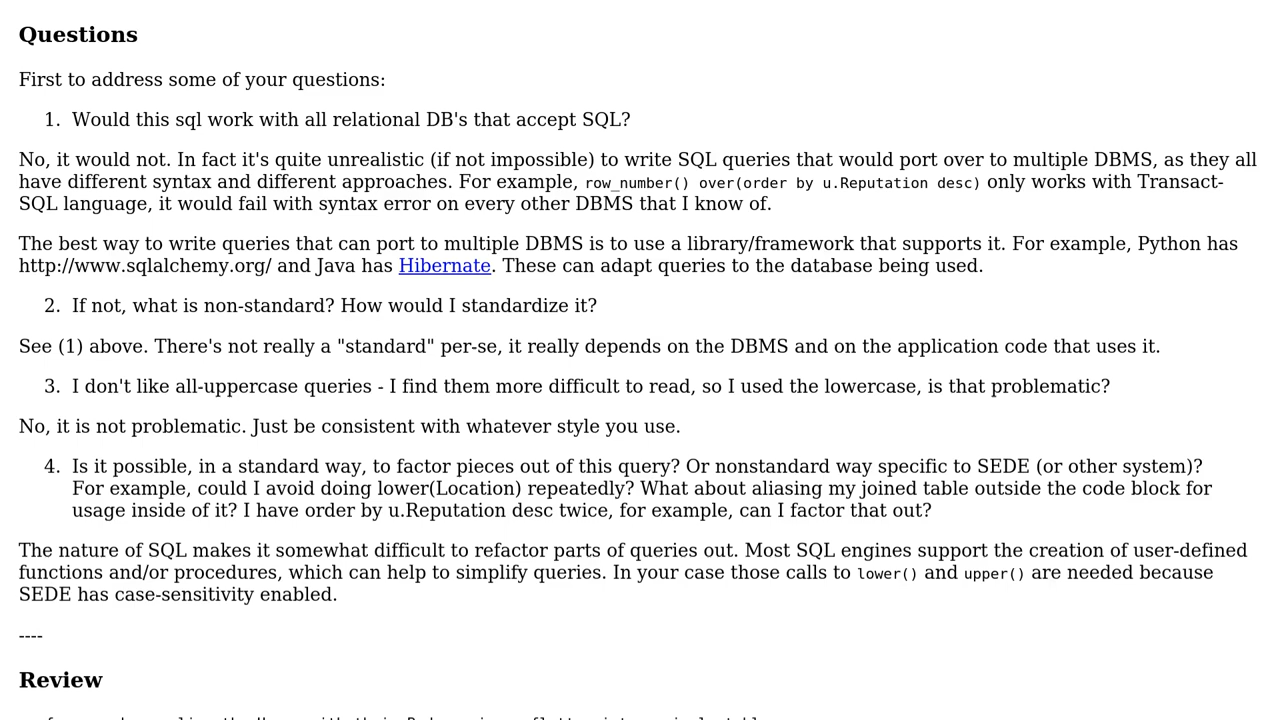 Questions
First to address some of your questions:
1. Would this sql work with all relational DB's that accept SQL?
No, it would not. In fact it's quite unrealistic (if not impossible) to write SQL queries that would port over to multiple DBMS, as they all
have different syntax and different approaches. For example, row_number() over(order by u.Reputation desc) only works with Transact-
SQL language, it would fail with syntax error on every other DBMS that I know of.
The best way to write queries that can port to multiple DBMS is to use a library/framework that supports it. For example, Python has
http://www.sqlalchemy.org/ and Java has Hibernate. These can adapt queries to the database being used.
2. If not, what is non-standard? How would I standardize it?
See (1) above. There's not really a "standard" per-se, it really depends on the DBMS and on the application code that uses it.
3. I don't like all-uppercase queries - I find them more difficult to read, so I used the lowercase, is that problematic?
No, it is not problematic. Just be consistent with whatever style you use.
4. Is it possible, in a standard way, to factor pieces out of this query? Or nonstandard way specific to SEDE (or other system)?
For example, could I avoid doing lower(Location) repeatedly? What about aliasing my joined table outside the code block for
usage inside of it? I have order by u.Reputation desc twice, for example, can I factor that out?
The nature of SQL makes it somewhat difficult to refactor parts of queries out. Most SQL engines support the creation of user-defined
functions and/or procedures, which can help to simplify queries. In your case those calls to lower() and upper() are needed because
SEDE has case-sensitivity enabled.
----
Review